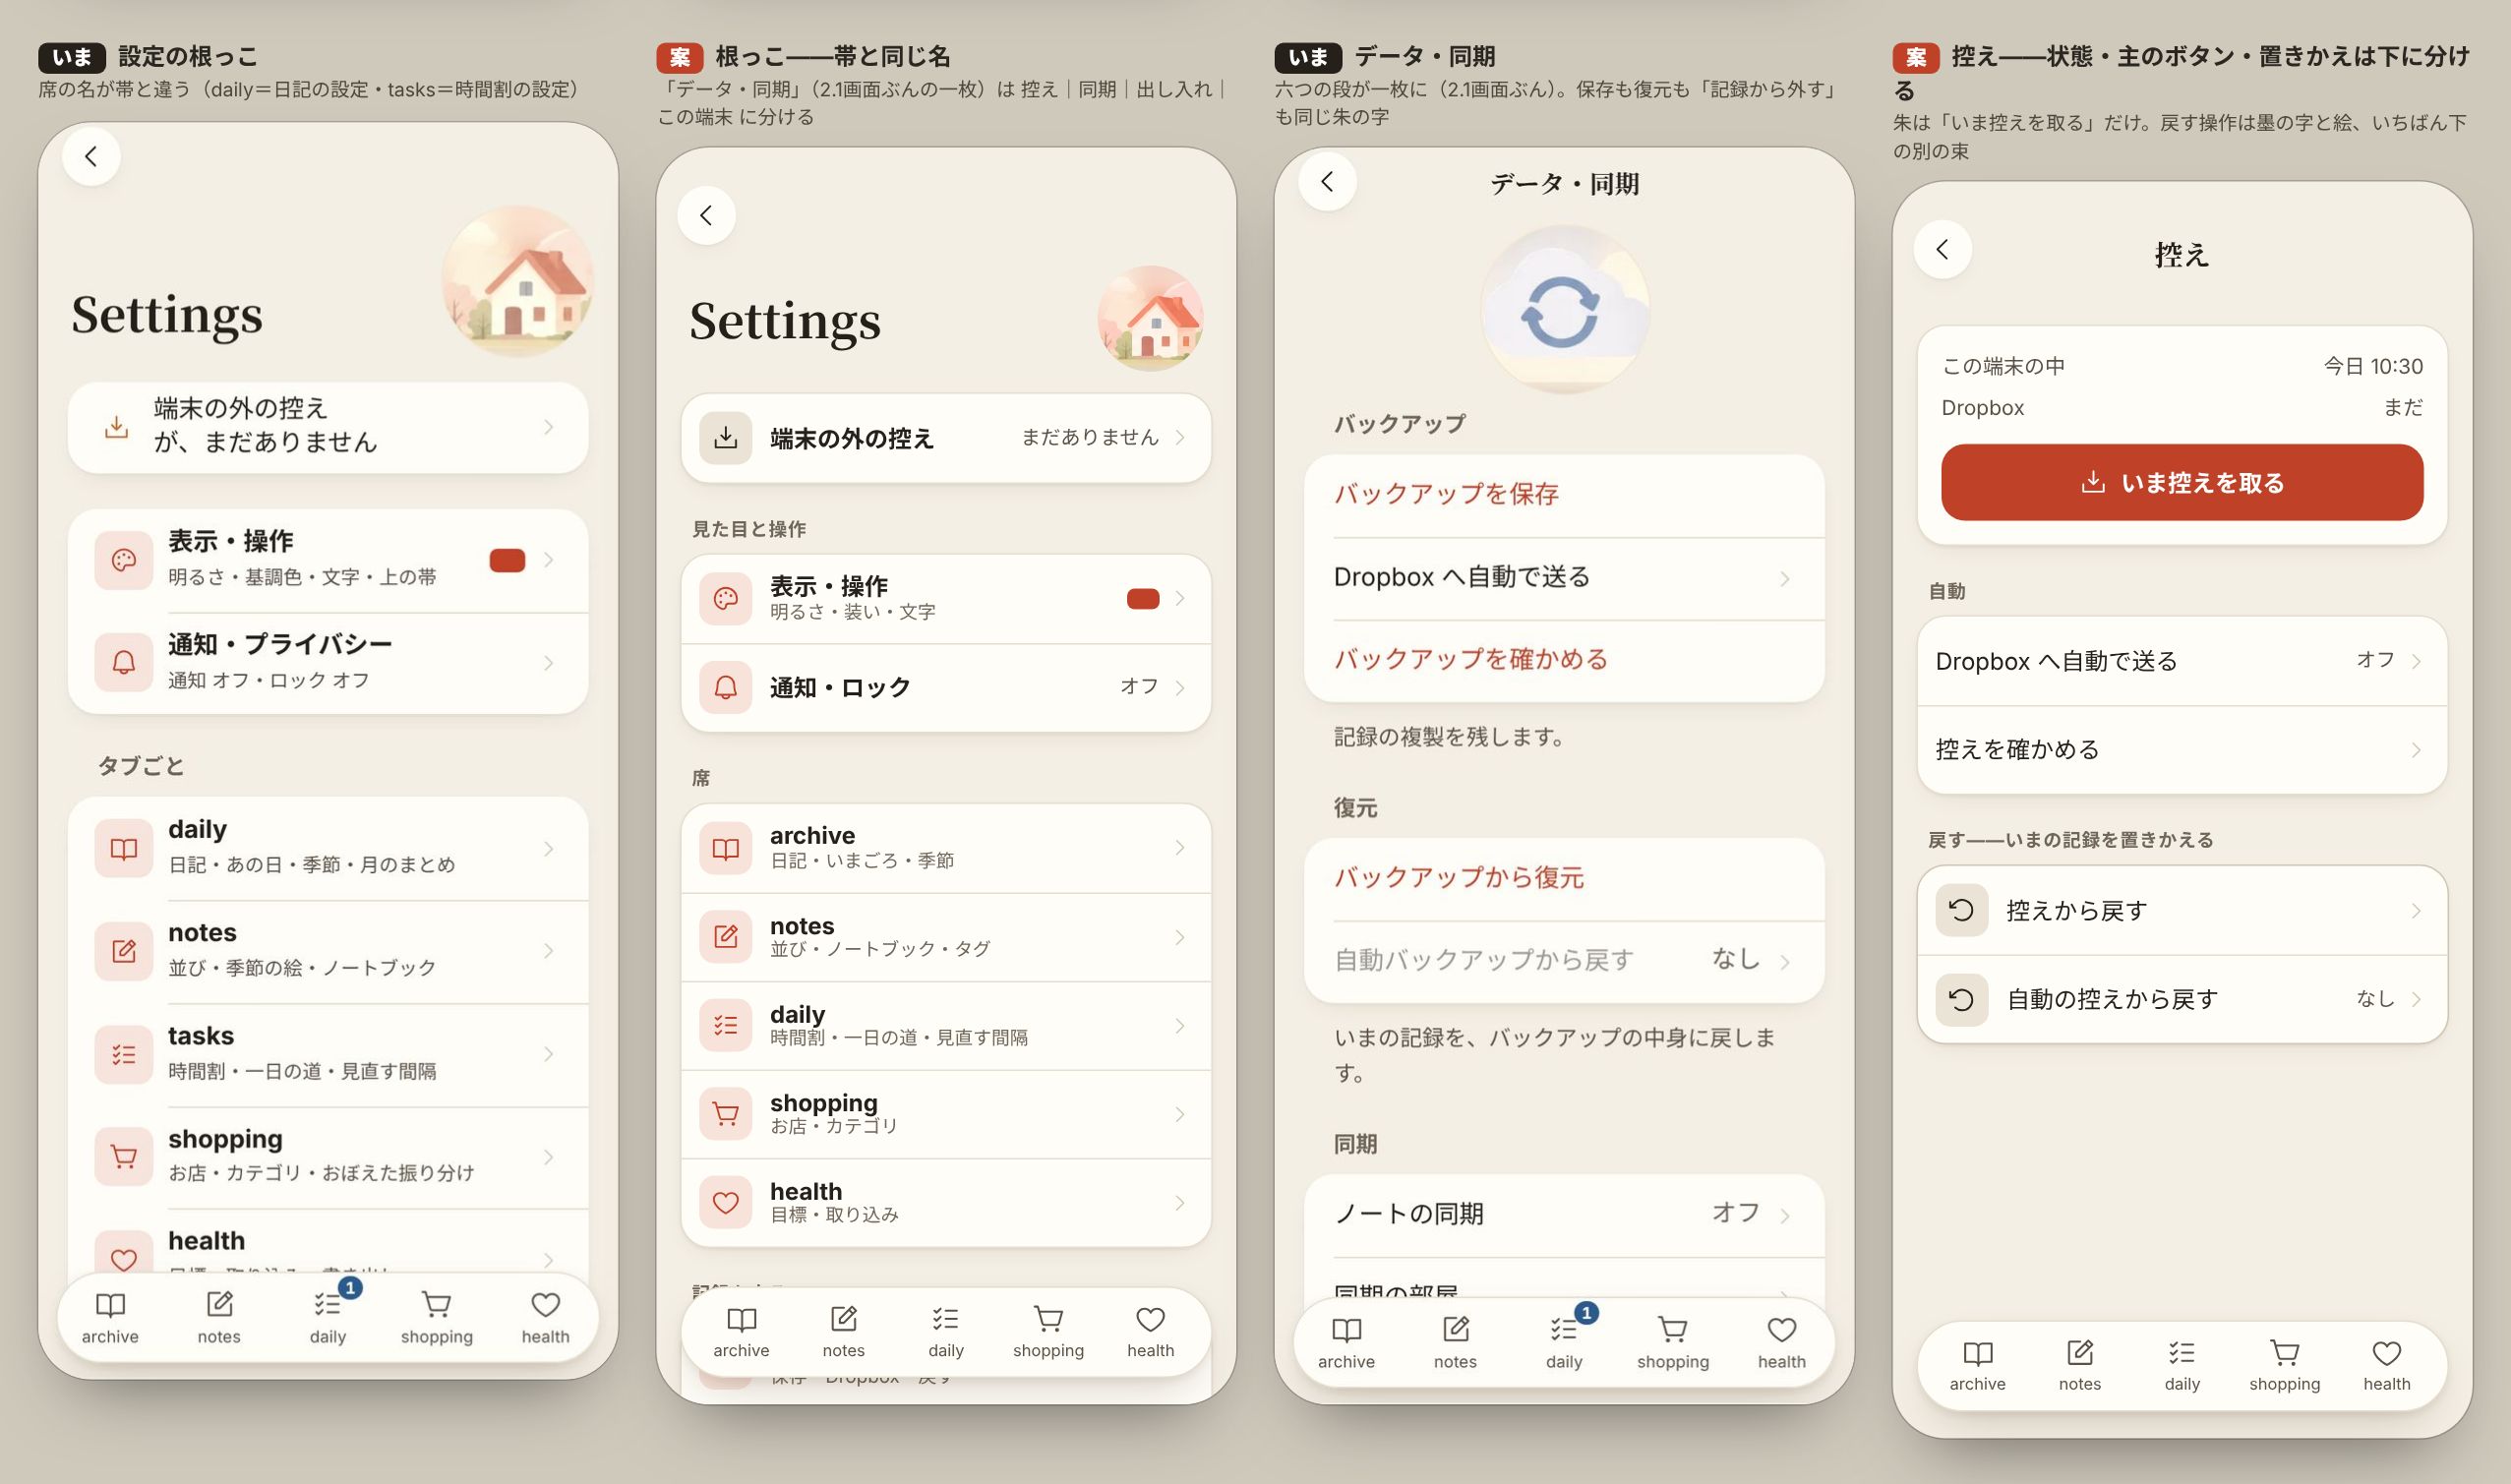 いま 設定の根っこ
席の名が帯と違う（daily＝日記の設定・tasks＝時間割の設定）
Settings
端末の外の控え
が、まだありません
表示・操作
明るさ・基調色・文字・上の帯
通知・プライバシー
通知 オフ・ロック オフ
タブごと
daily
日記・あの日・季節・月のまとめ
notes
並び・季節の絵・ノートブック
tasks
時間割・一日の道・見直す間隔
shopping
お店・カテゴリ・おぼえた振り分け
health
1
archive notes daily shopping health
案 根っこ——帯と同じ名
「データ・同期」（2.1画面ぶんの一枚）は 控え｜同期｜出し入れ｜
この端末 に分ける
Settings
端末の外の控え まだありません
見た目と操作
表示・操作
明るさ・装い・文字
通知・ロック オフ
席
archive
日記・いまごろ・季節
notes
並び・ノートブック・タグ
daily
時間割・一日の道・見直す間隔
shopping
お店・カテゴリ
health
目標・取り込み
archive notes daily shopping health
いま データ・同期
六つの段が一枚に（2.1画面ぶん）。保存も復元も「記録から外す」
も同じ朱の字
データ・同期
バックアップ
バックアップを保存
Dropbox へ自動で送る
バックアップを確かめる
記録の複製を残します。
復元
バックアップから復元
自動バックアップから戻す なし
いまの記録を、バックアップの中身に戻しま
す。
同期
ノートの同期 オフ
同期の部屋
1
archive notes daily shopping health
案 控え——状態・主のボタン・置きかえは下に分け
る
朱は「いま控えを取る」だけ。戻す操作は墨の字と絵、いちばん下
の別の束
控え
この端末の中 今日 10:30
Dropbox まだ
いま控えを取る
自動
Dropbox へ自動で送る オフ
控えを確かめる
戻す——いまの記録を置きかえる
控えから戻す
自動の控えから戻す なし
archive notes daily shopping health